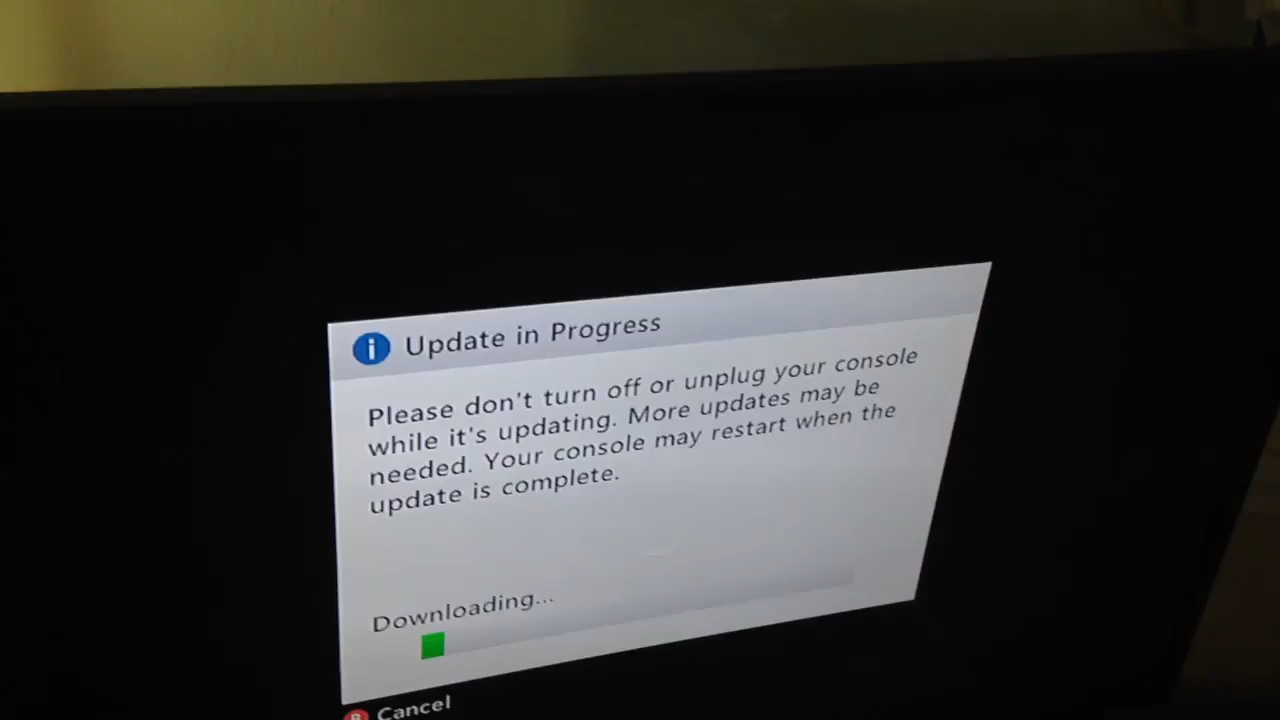 Update in Progress
Please don't turn off or unplug your console
while it's updating. More updates may be
needed. Your console may restart when the
update is complete.
Downloading...
B Cancel